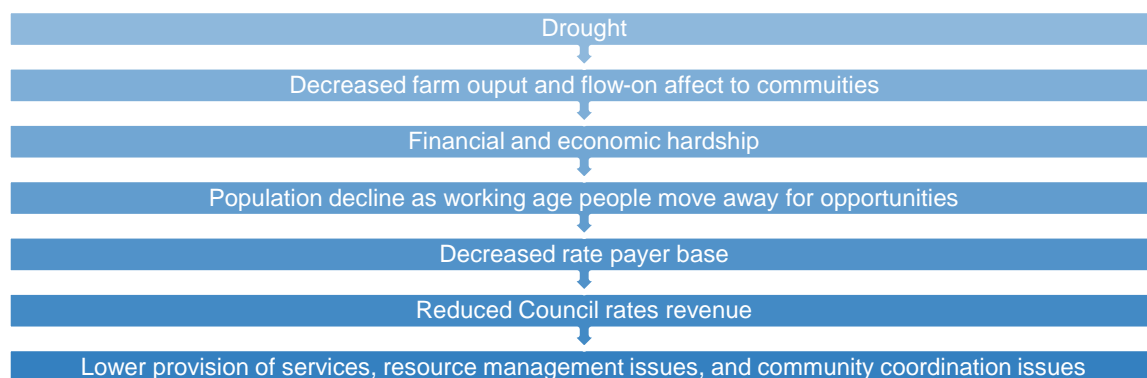 Drought
Decreased farm ouput and flow-on affect to commuities
Financial and economic hardship
Population decline as working age people move away for opportunities
Decreased rate payer base
Reduced Council rates revenue
Lower provision of services, resource management issues, and community coordination issues